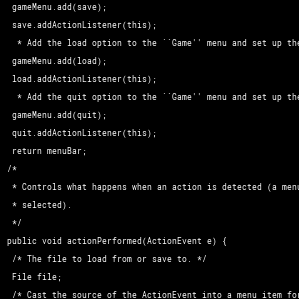 gameMenu.add(save);
save.addActionListener(this);
* Add the load option to the ``Game'' menu and set up the
gameMenu.add(load);
load.addActionListener(this);
* Add the quit option to the ``Game'' menu and set up the
gameMenu.add(quit);
quit.addActionListener(this);
return menuBar;
/*
* Controls what happens when an action is detected (a menu
* selected).
*/
public void actionPerformed(ActionEvent e) {
/* The file to load from or save to. */
File file;
/* Cast the source of the ActionEvent into a menu item for